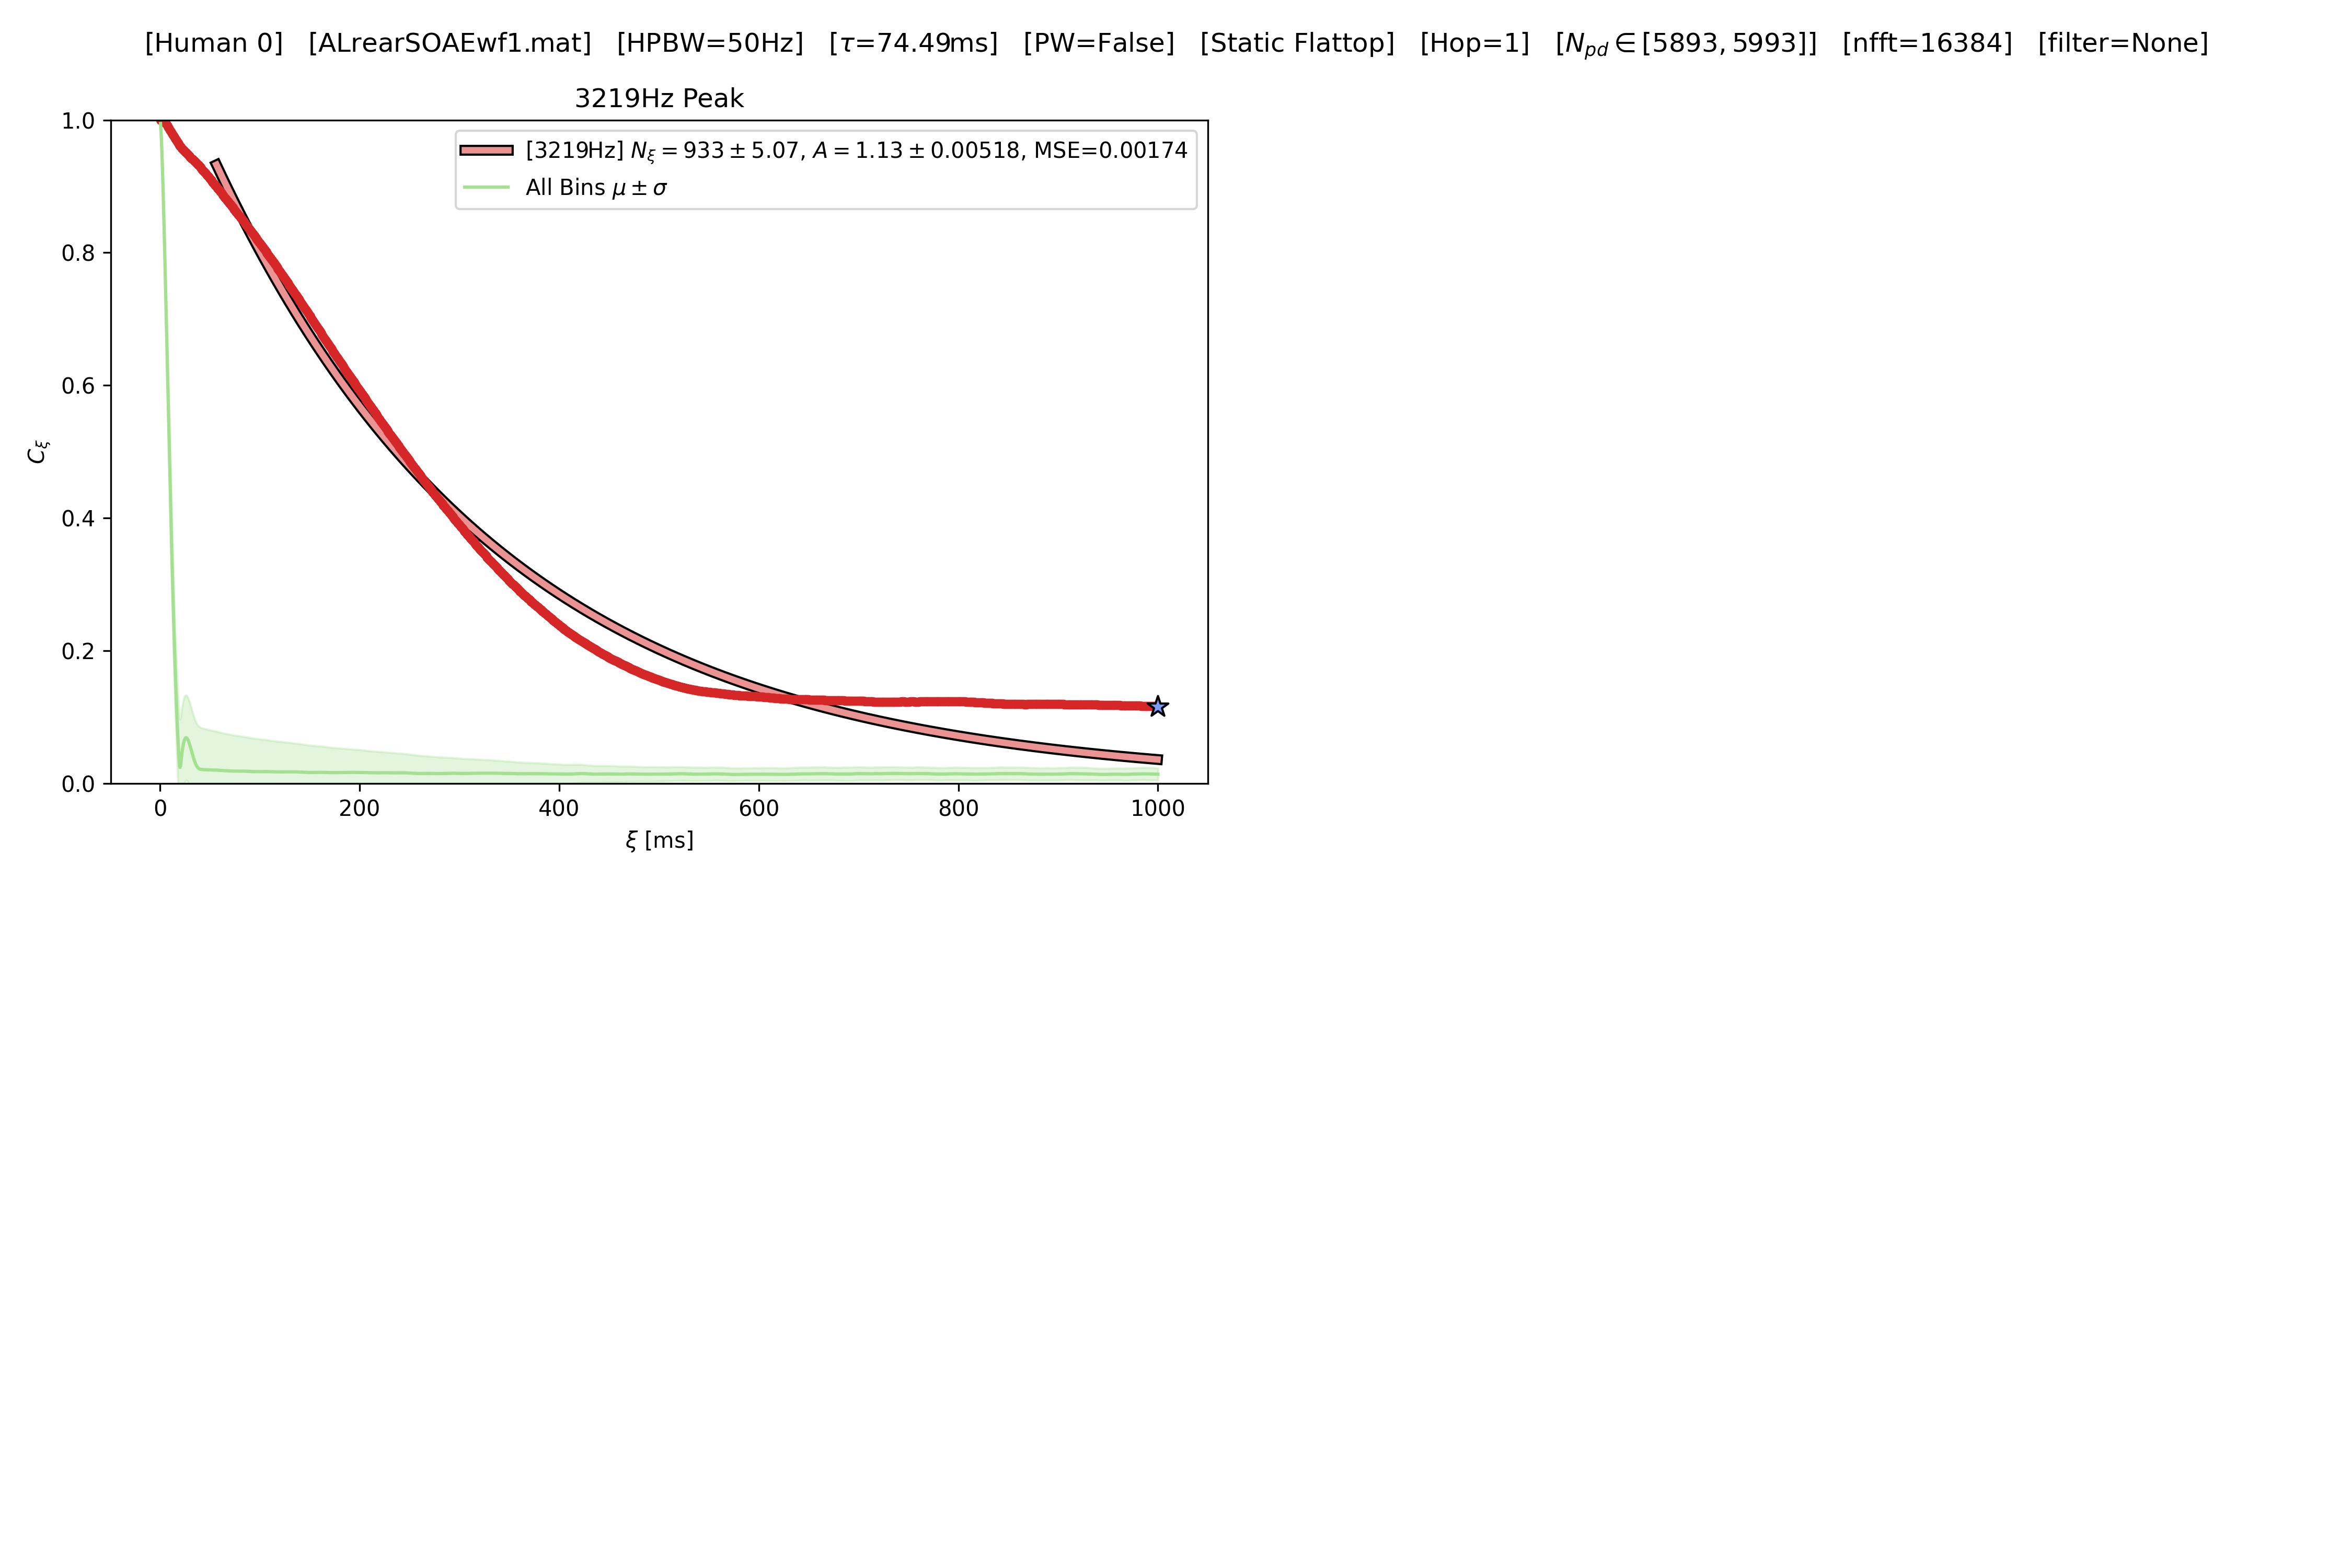 [Human 0] [ALrearSOAEwf1.mat] [HPBW=50Hz] [τ=74.49ms] [PW=False] [Static Flattop] [Hop=1] [N_{pd} ∈ [5893, 5993]] [nfft=16384] [filter=None]
3219Hz Peak
[3219Hz] N_ξ = 933 ± 5.07, A = 1.13 ± 0.00518, MSE=0.00174
All Bins μ ± σ
1.0
0.8
0.6
0.4
0.2
0.0
C_ξ
0 200 400 600 800 1000
ξ [ms]